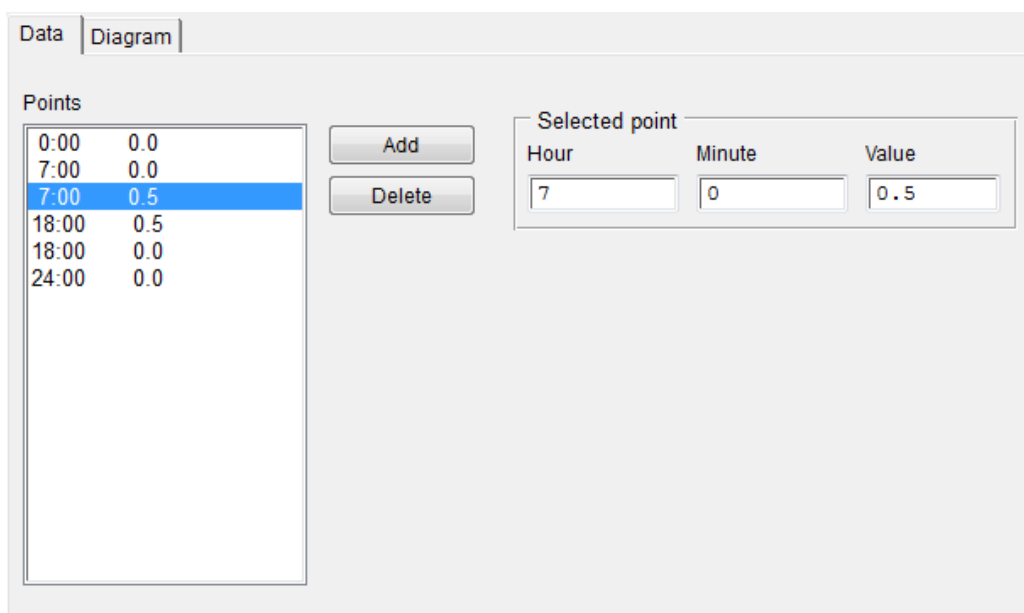 Data Diagram
Points
0:00 0.0
7:00 0.0
7:00 0.5
18:00 0.5
18:00 0.0
24:00 0.0
Add
Delete
Selected point
Hour Minute Value
7 0 0.5